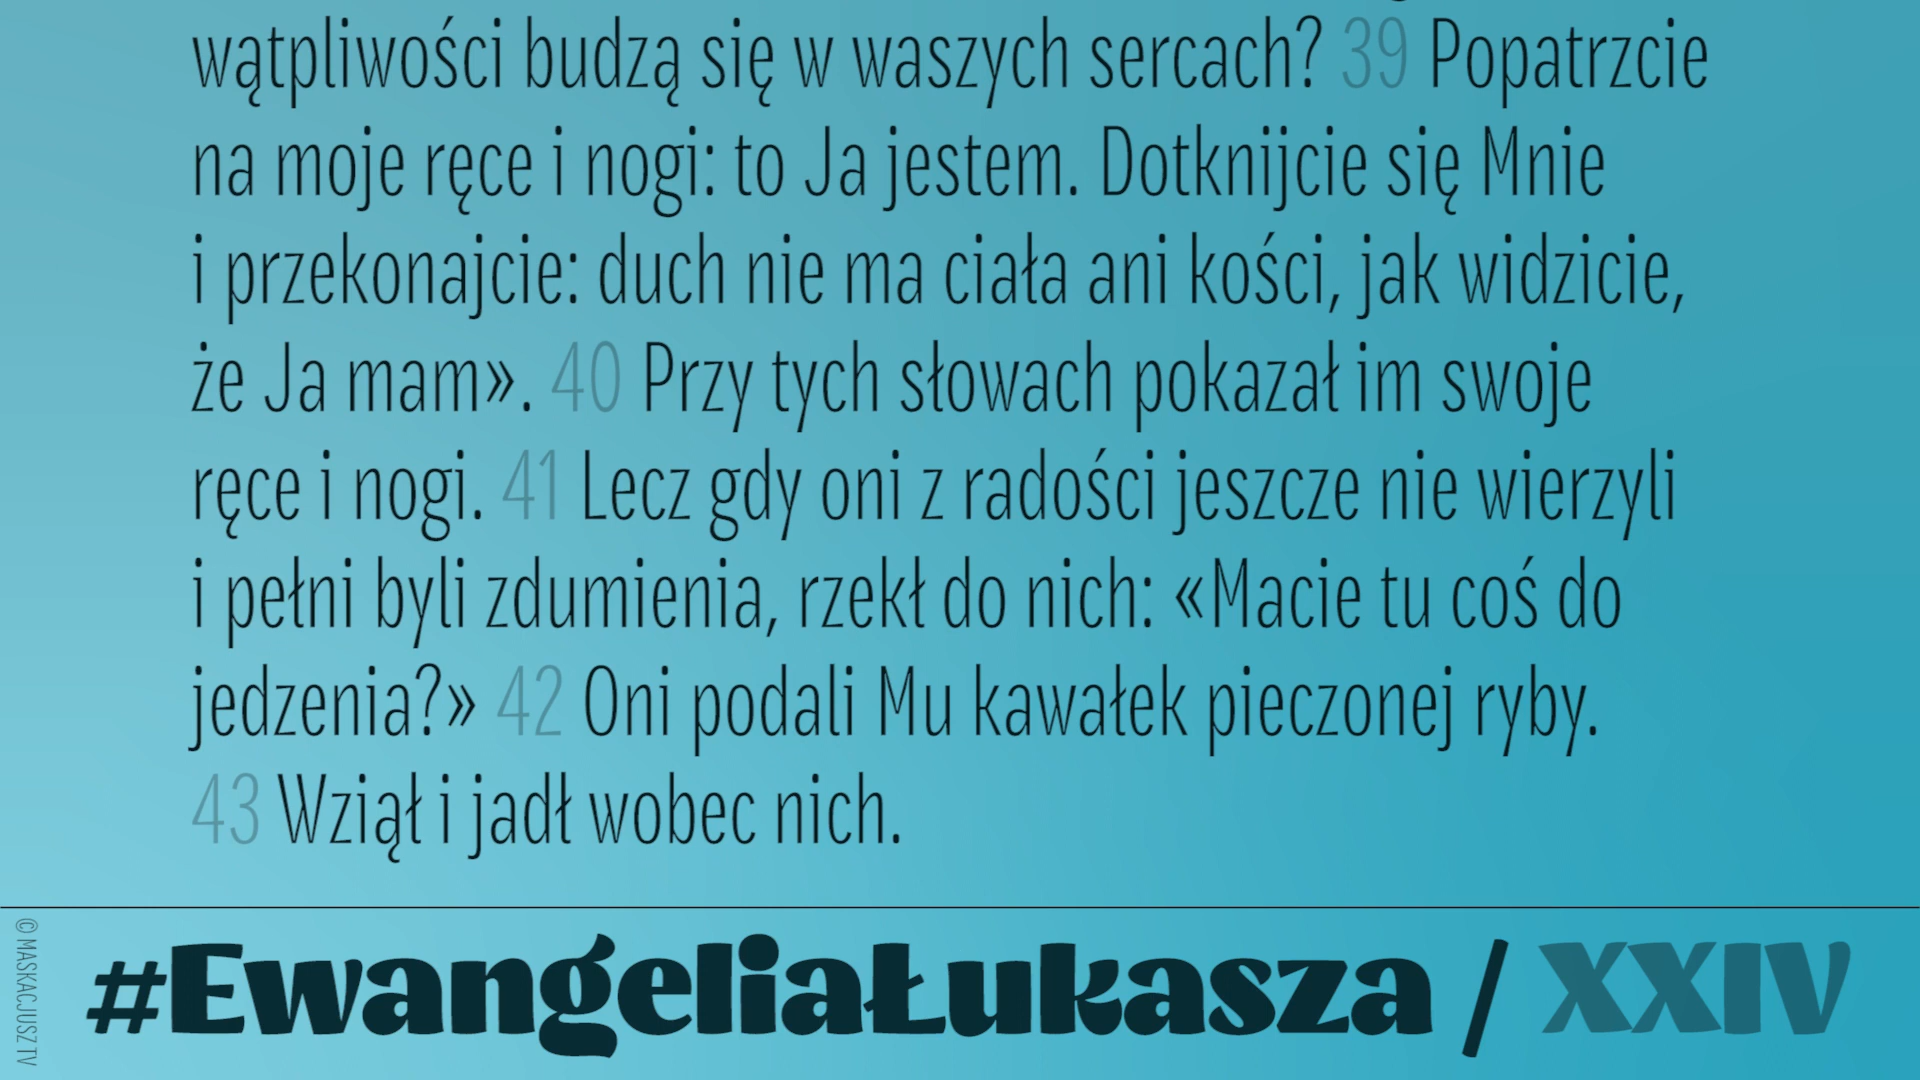 wątpliwości budzą się w waszych sercach? 39 Popatrzcie
na moje ręce i nogi: to Ja jestem. Dotknijcie się Mnie
i przekonajcie: duch nie ma ciała ani kości, jak widzicie,
że Ja mam». 40 Przy tych słowach pokazał im swoje
ręce i nogi. 41 Lecz gdy oni z radości jeszcze nie wierzyli
i pełni byli zdumienia, rzekł do nich: «Macie tu coś do
jedzenia?» 42 Oni podali Mu kawałek pieczonej ryby.
43 Wziął i jadł wobec nich.
© MASKACJUSZ TV
#EwangeliaŁukasza / XXIV